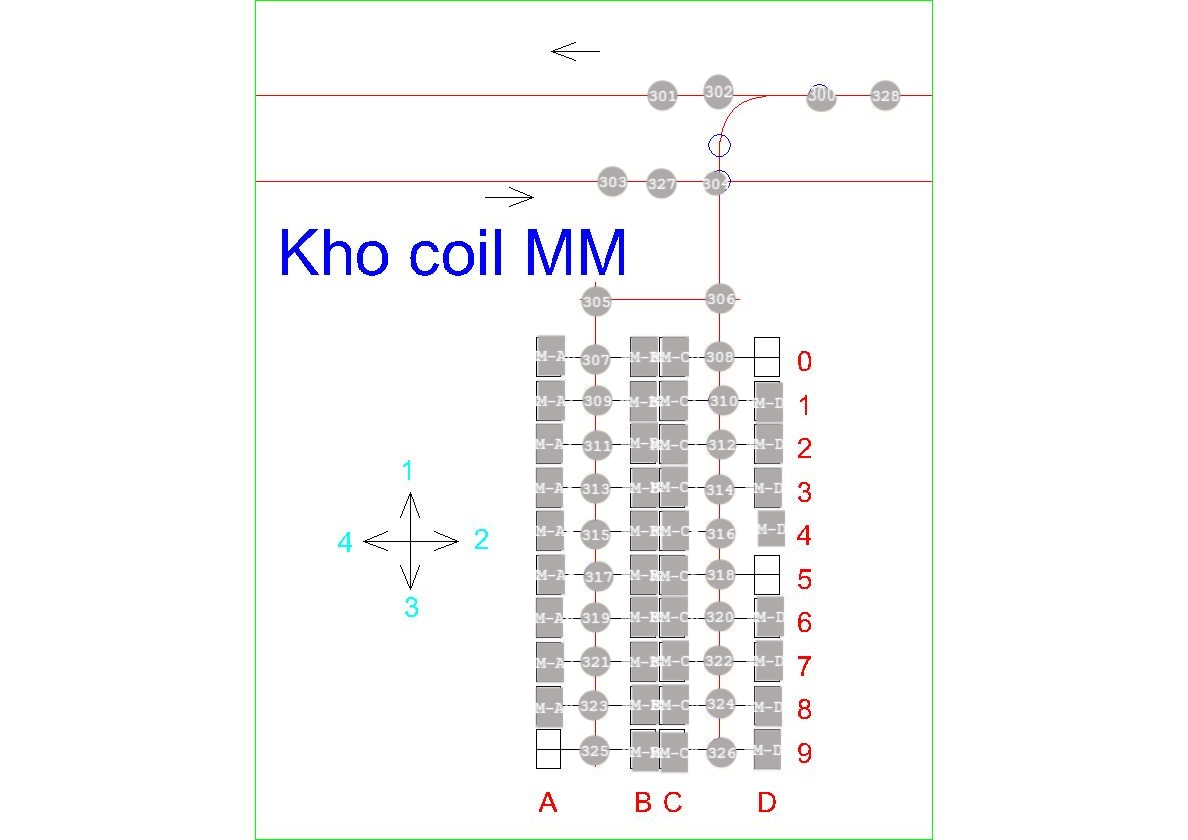 301 302 300 328
303 327 304
Kho coil MM
305 306
M-A 307 M-B M-C 308 0
M-A 309 M-B M-C 310 M-D 1
M-A 311 M-B M-C 312 M-D 2
M-A 313 M-B M-C 314 M-D 3
M-A 315 M-B M-C 316 M-D 4
M-A 317 M-B M-C 318 5
M-A 319 M-B M-C 320 M-D 6
M-A 321 M-B M-C 322 M-D 7
M-A 323 M-B M-C 324 M-D 8
325 M-B M-C 326 M-D 9
A B C D
1
4 2
3